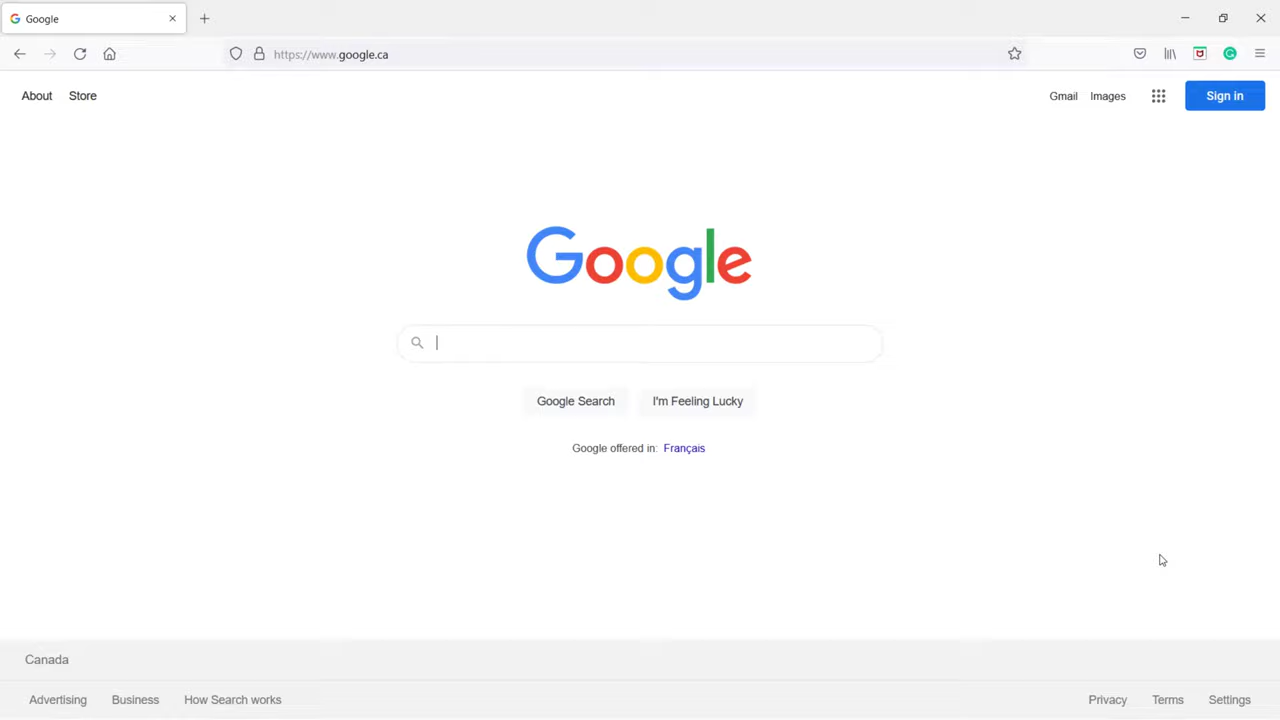 Google
https://www.google.ca
About Store
Gmail Images Sign in
Google
Google Search I'm Feeling Lucky
Google offered in: Français
Canada
Advertising Business How Search works
Privacy Terms Settings